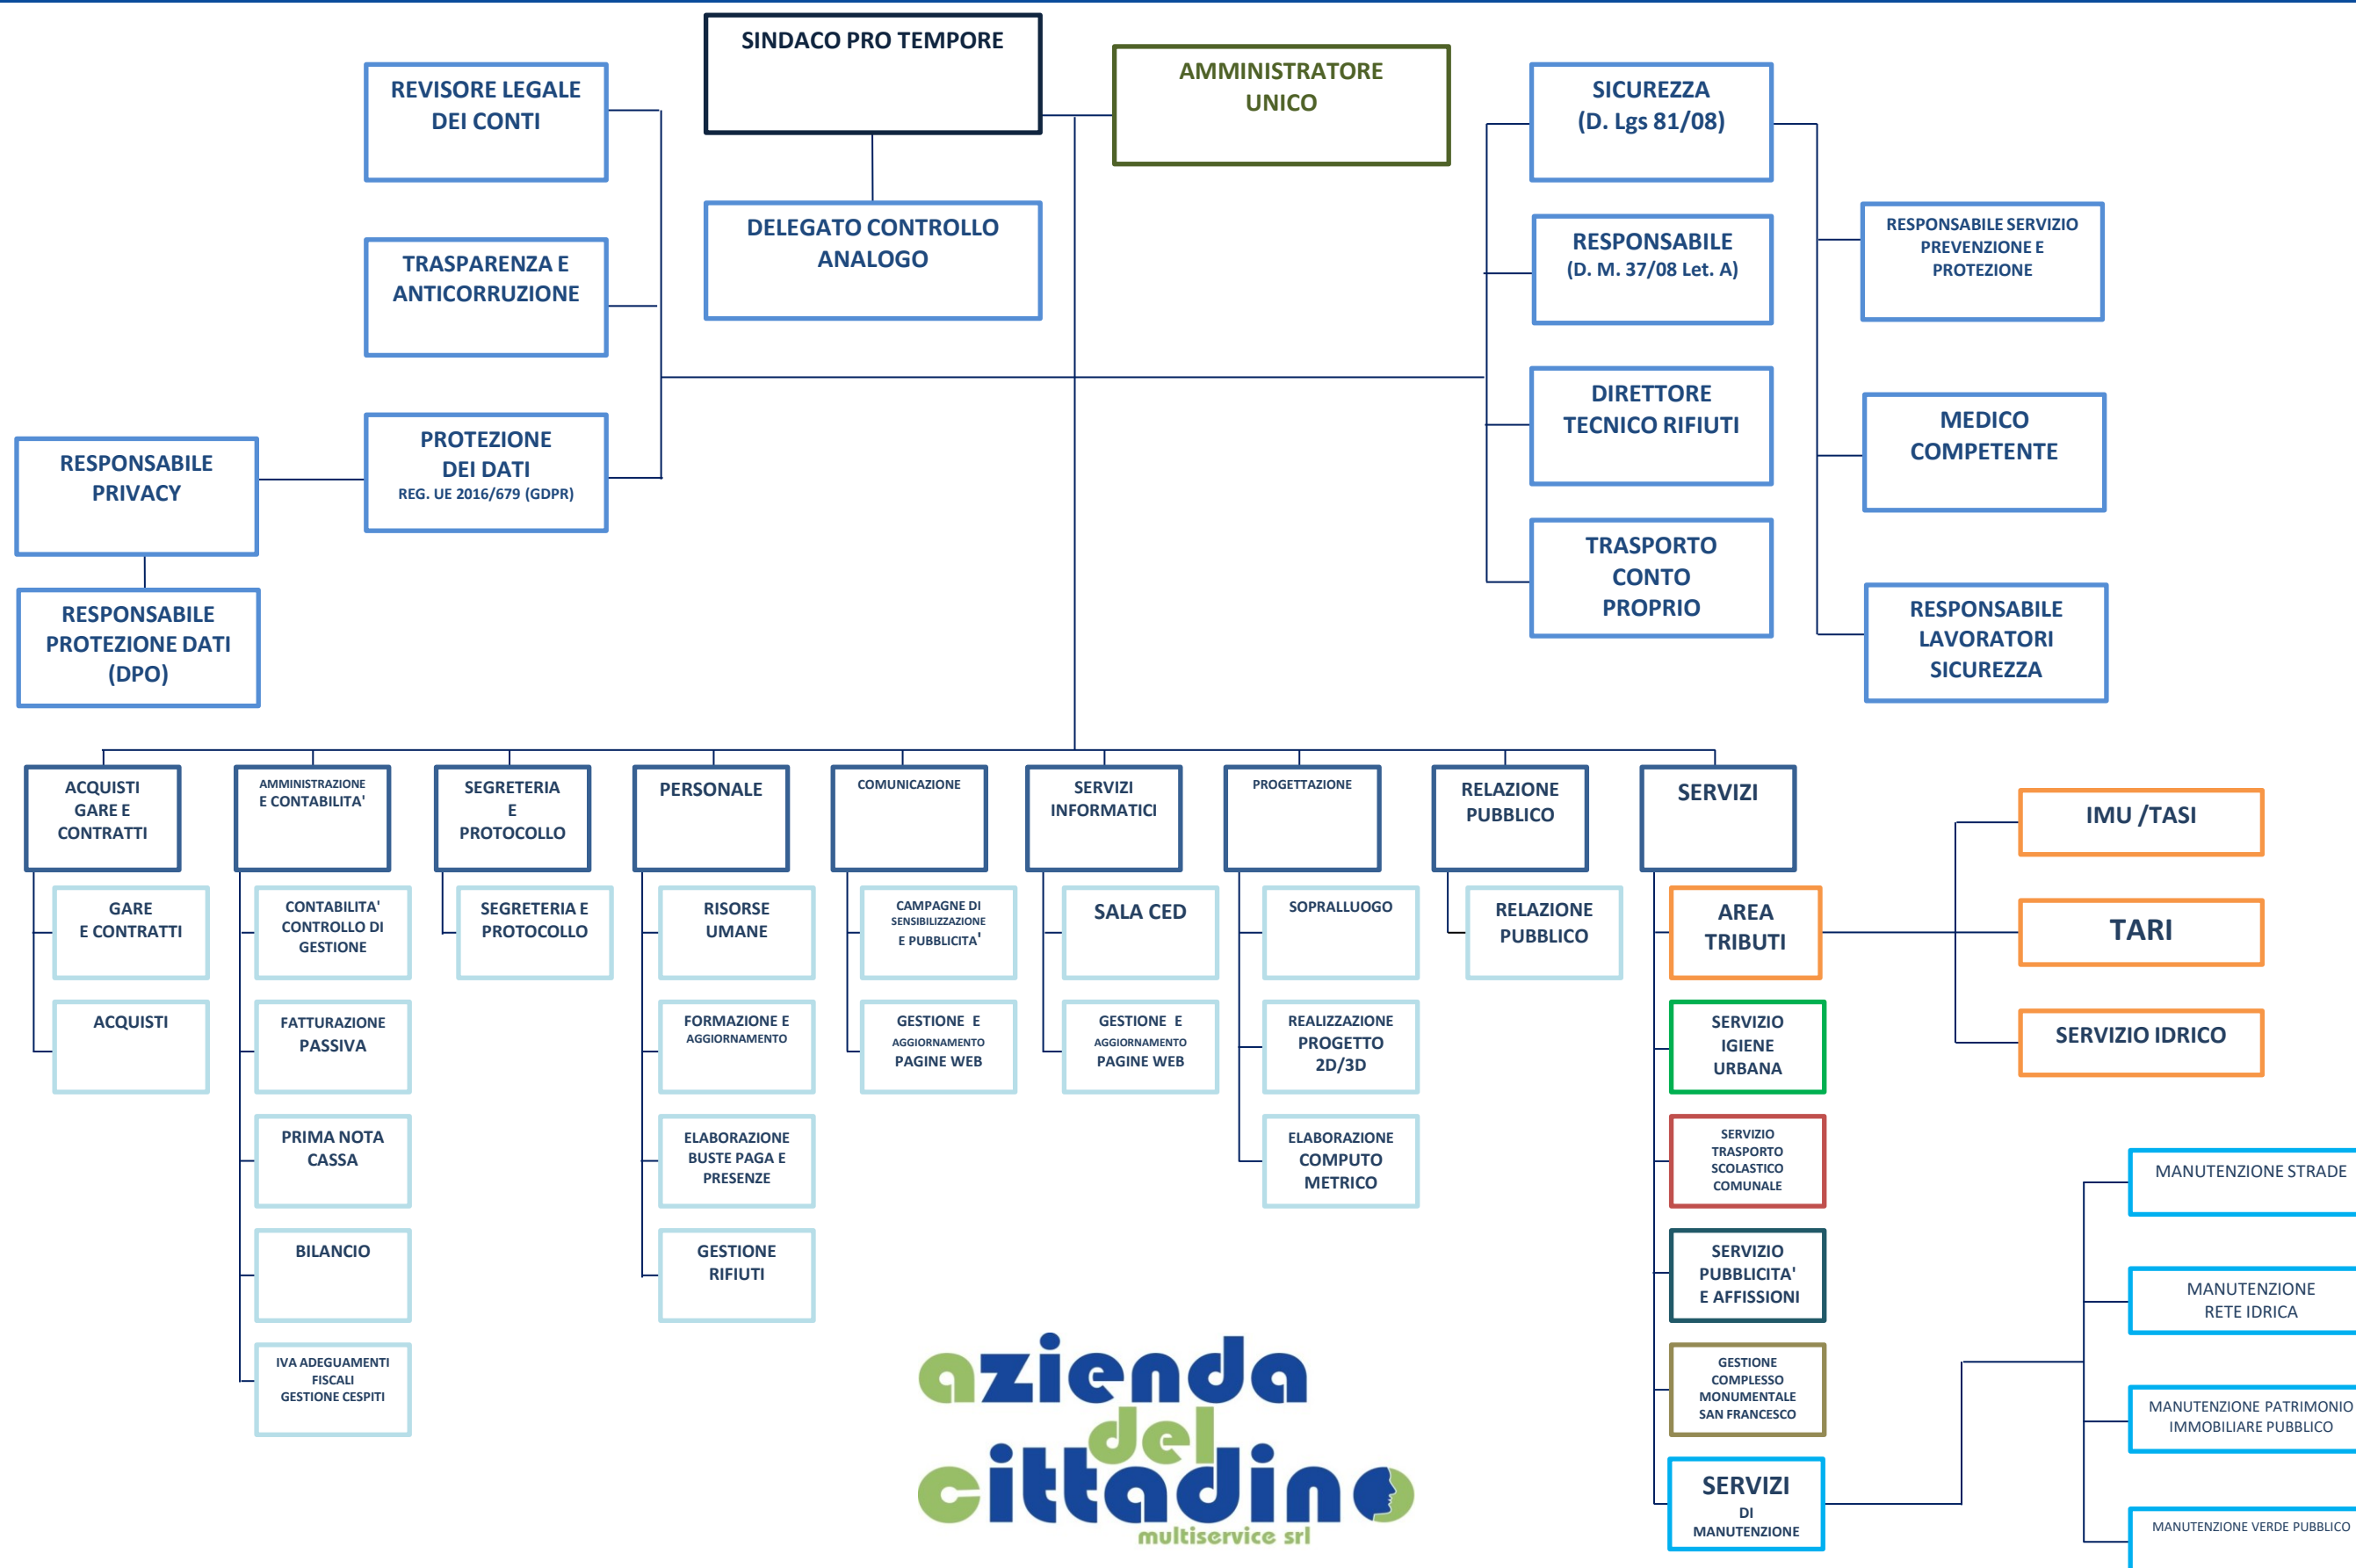 SINDACO PRO TEMPORE
AMMINISTRATORE
UNICO
REVISORE LEGALE
DEI CONTI
SICUREZZA
(D. Lgs 81/08)
DELEGATO CONTROLLO
ANALOGO
TRASPARENZA E
ANTICORRUZIONE
RESPONSABILE
(D. M. 37/08 Let. A)
RESPONSABILE SERVIZIO
PREVENZIONE E
PROTEZIONE
DIRETTORE
TECNICO RIFIUTI
MEDICO
COMPETENTE
PROTEZIONE
DEI DATI
REG. UE 2016/679 (GDPR)
RESPONSABILE
PRIVACY
TRASPORTO
CONTO
PROPRIO
RESPONSABILE
PROTEZIONE DATI
(DPO)
RESPONSABILE
LAVORATORI
SICUREZZA
ACQUISTI
GARE E
CONTRATTI
AMMINISTRAZIONE
E CONTABILITA'
SEGRETERIA
E
PROTOCOLLO
PERSONALE
COMUNICAZIONE
SERVIZI
INFORMATICI
PROGETTAZIONE
RELAZIONE
PUBBLICO
SERVIZI
GARE
E CONTRATTI
ACQUISTI
CONTABILITA'
CONTROLLO DI
GESTIONE
FATTURAZIONE
PASSIVA
PRIMA NOTA
CASSA
BILANCIO
IVA ADEGUAMENTI
FISCALI
GESTIONE CESPITI
SEGRETERIA E
PROTOCOLLO
RISORSE
UMANE
FORMAZIONE E
AGGIORNAMENTO
ELABORAZIONE
BUSTE PAGA E
PRESENZE
GESTIONE
RIFIUTI
CAMPAGNE DI
SENSIBILIZZAZIONE
E PUBBLICITA'
GESTIONE E
AGGIORNAMENTO
PAGINE WEB
SALA CED
GESTIONE E
AGGIORNAMENTO
PAGINE WEB
SOPRALLUOGO
REALIZZAZIONE
PROGETTO
2D/3D
ELABORAZIONE
COMPUTO
METRICO
RELAZIONE
PUBBLICO
AREA
TRIBUTI
SERVIZIO
IGIENE
URBANA
SERVIZIO
TRASPORTO
SCOLASTICO
COMUNALE
SERVIZIO
PUBBLICITA'
E AFFISSIONI
GESTIONE
COMPLESSO
MONUMENTALE
SAN FRANCESCO
SERVIZI
DI
MANUTENZIONE
IMU /TASI
TARI
SERVIZIO IDRICO
MANUTENZIONE STRADE
MANUTENZIONE
RETE IDRICA
MANUTENZIONE PATRIMONIO
IMMOBILIARE PUBBLICO
MANUTENZIONE VERDE PUBBLICO
azienda
del
cittadino
multiservice srl